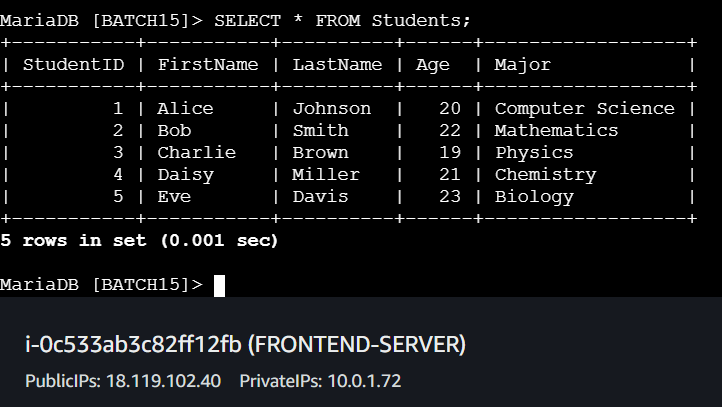 MariaDB [BATCH15]> SELECT * FROM Students;
+-----------+-----------+----------+------+------------------+
| StudentID | FirstName | LastName | Age  | Major            |
+-----------+-----------+----------+------+------------------+
|         1 | Alice     | Johnson  |   20 | Computer Science |
|         2 | Bob       | Smith    |   22 | Mathematics      |
|         3 | Charlie   | Brown    |   19 | Physics          |
|         4 | Daisy     | Miller   |   21 | Chemistry        |
|         5 | Eve       | Davis    |   23 | Biology          |
+-----------+-----------+----------+------+------------------+
5 rows in set (0.001 sec)
MariaDB [BATCH15]>
i-0c533ab3c82ff12fb (FRONTEND-SERVER)
PublicIPs: 18.119.102.40 PrivateIPs: 10.0.1.72